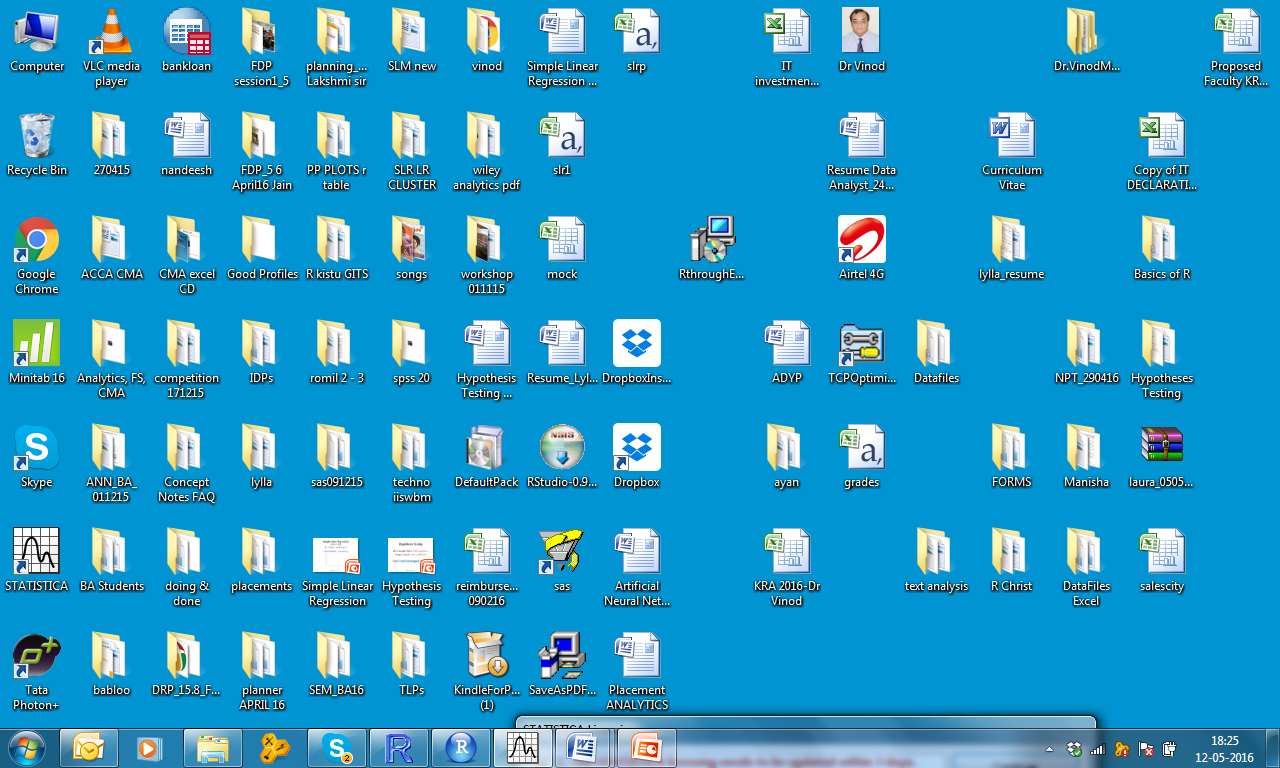 Computer
VLC media
player
bankloan
FDP
session1_5
planning_...
Lakshmi sir
SLM new
vinod
Simple Linear
Regression ...
slrp
IT
investmen...
Dr Vinod
Dr.VinodM...
Proposed
Faculty KR...
Recycle Bin
270415
nandeesh
FDP_5 6
April16 Jain
PP PLOTS r
table
SLR LR
CLUSTER
wiley
analytics pdf
slr1
Resume Data
Analyst_24...
Curriculum
Vitae
Copy of IT
DECLARATI...
Google
Chrome
ACCA CMA
CMA excel
CD
Good Profiles
R kistu GITS
songs
workshop
011115
mock
RthroughE...
Airtel 4G
lylla_resume
Basics of R
Minitab 16
Analytics, FS,
CMA
competition
171215
IDPs
romil 2 - 3
spss 20
Hypothesis
Testing ...
Resume_Lyl...
DropboxIns...
ADYP
TCPOptimi...
Datafiles
NPT_290416
Hypotheses
Testing
Skype
ANN_BA_
011215
Concept
Notes FAQ
lylla
sas091215
techno
iiswbm
DefaultPack
RStudio-0.9...
Dropbox
ayan
grades
FORMS
Manisha
laura_0505...
STATISTICA
BA Students
doing &
done
placements
Simple Linear
Regression
Hypothesis
Testing
reimburse...
090216
sas
Artificial
Neural Net...
KRA 2016-Dr
Vinod
text analysis
R Christ
DataFiles
Excel
salescity
Tata
Photon+
babloo
DRP_15.8_F...
planner
APRIL 16
SEM_BA16
TLPs
KindleForP...
(1)
SaveAsPDF...
Placement
ANALYTICS
2
18:25
12-05-2016